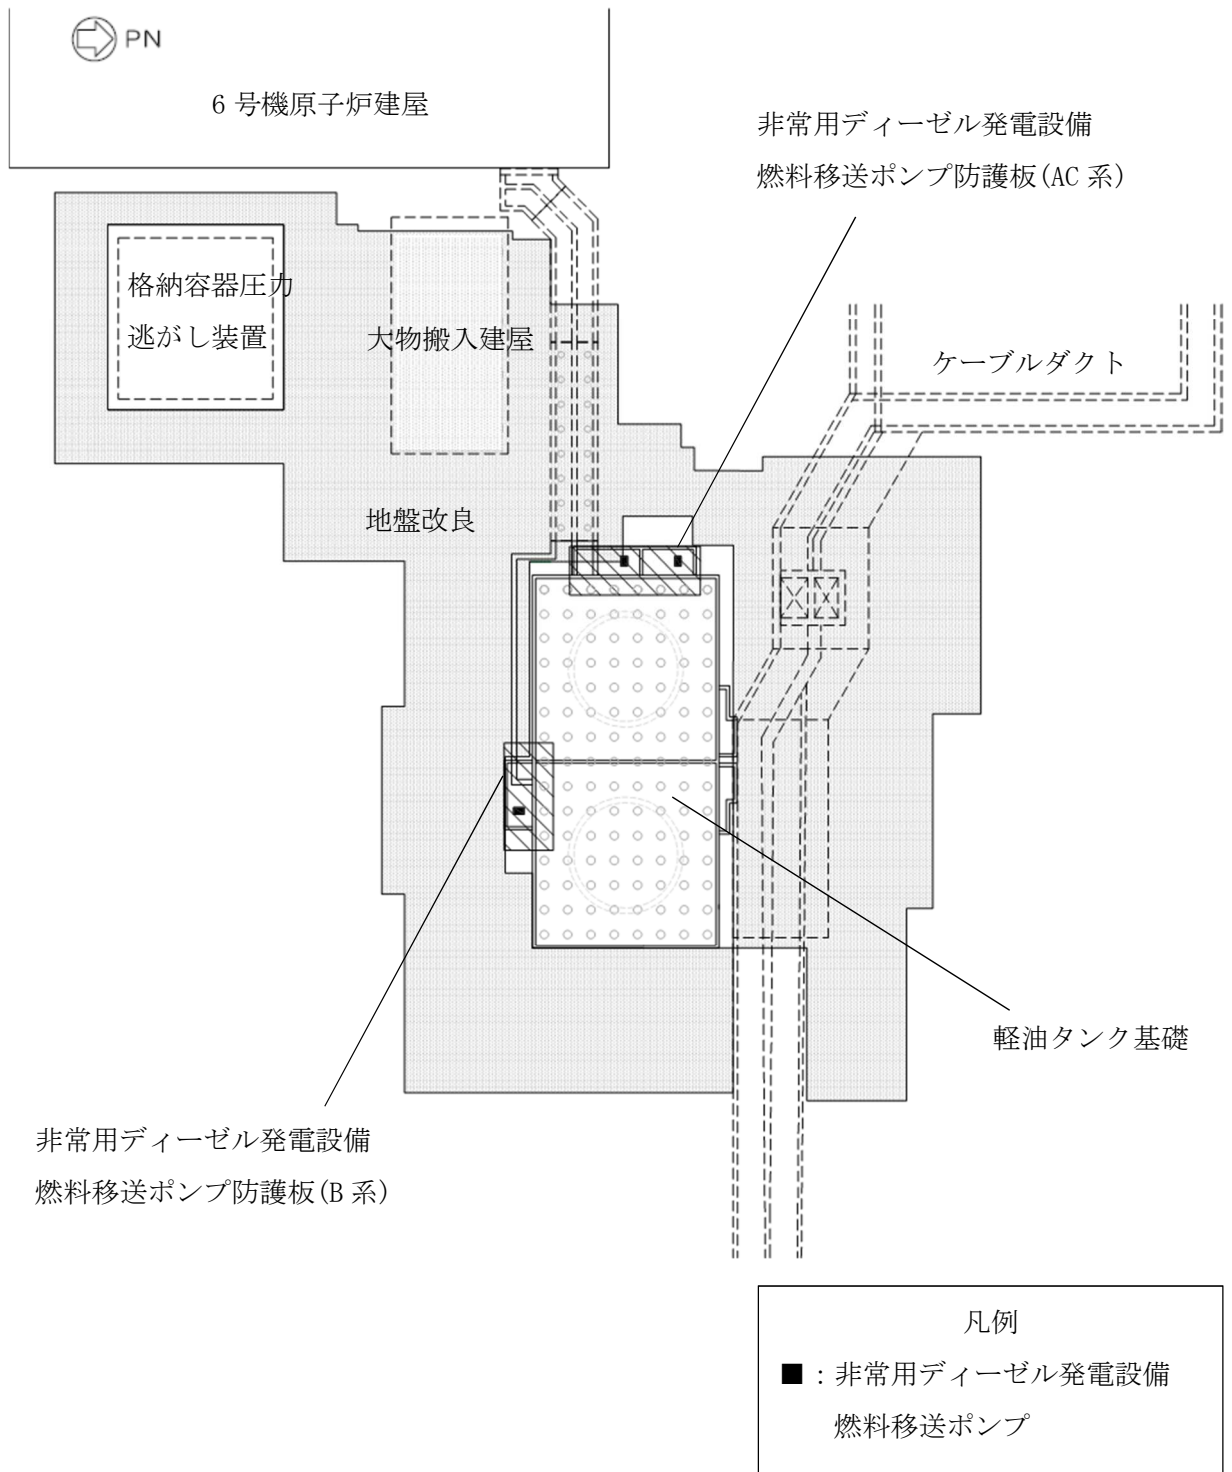 PN
6 号機原子炉建屋
非常用ディーゼル発電設備
燃料移送ポンプ防護板(AC 系)
格納容器圧力
逃がし装置
大物搬入建屋
ケーブルダクト
地盤改良
軽油タンク基礎
非常用ディーゼル発電設備
燃料移送ポンプ防護板(B 系)
凡例
■：非常用ディーゼル発電設備
燃料移送ポンプ